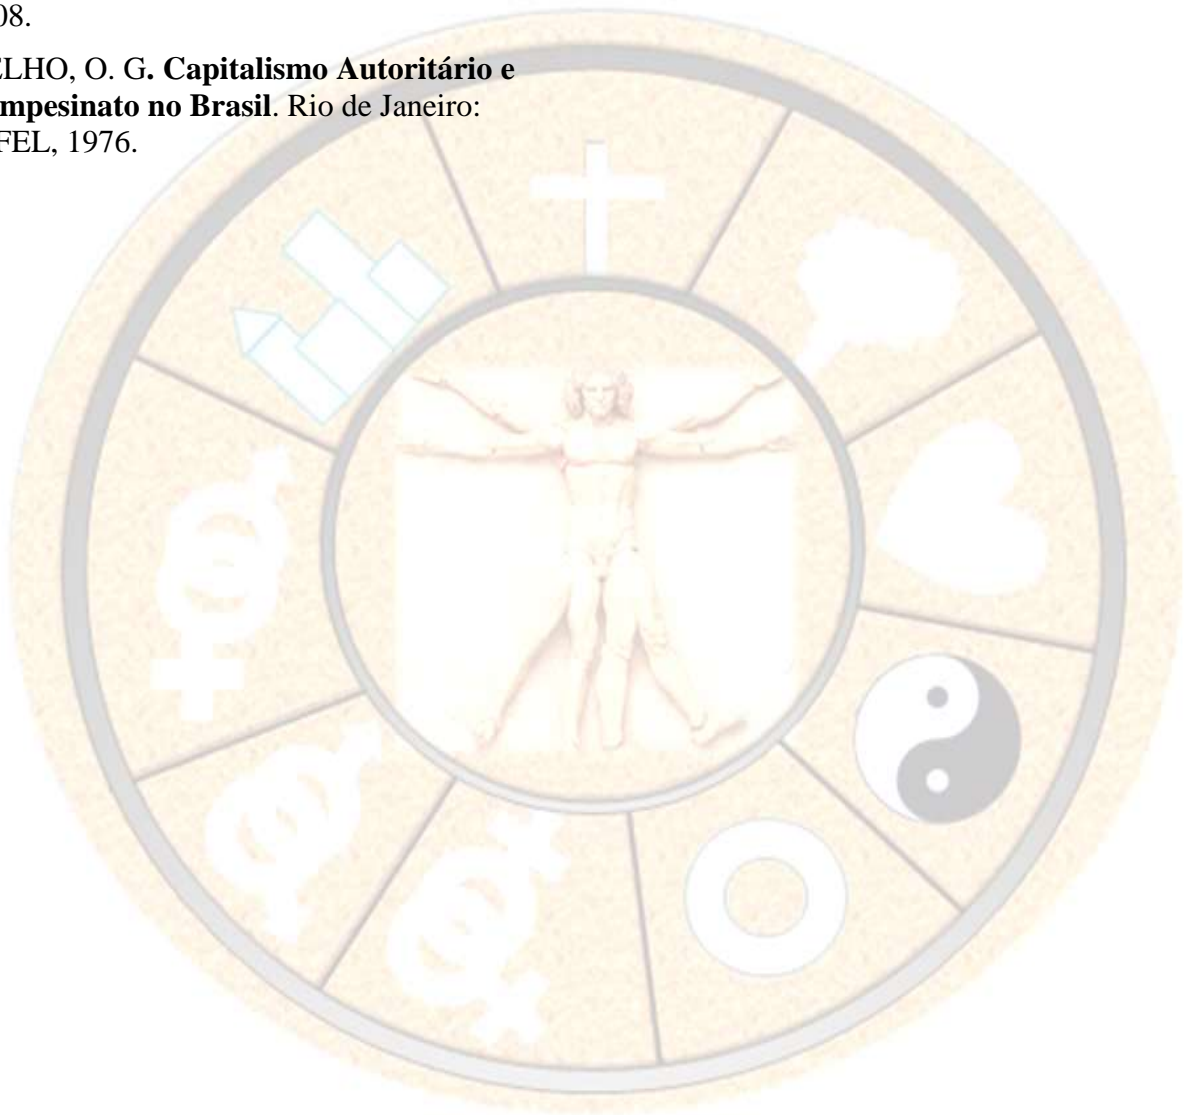 08.
ELHO, O. G. Capitalismo Autoritário e
mpesinato no Brasil. Rio de Janeiro:
FEL, 1976.